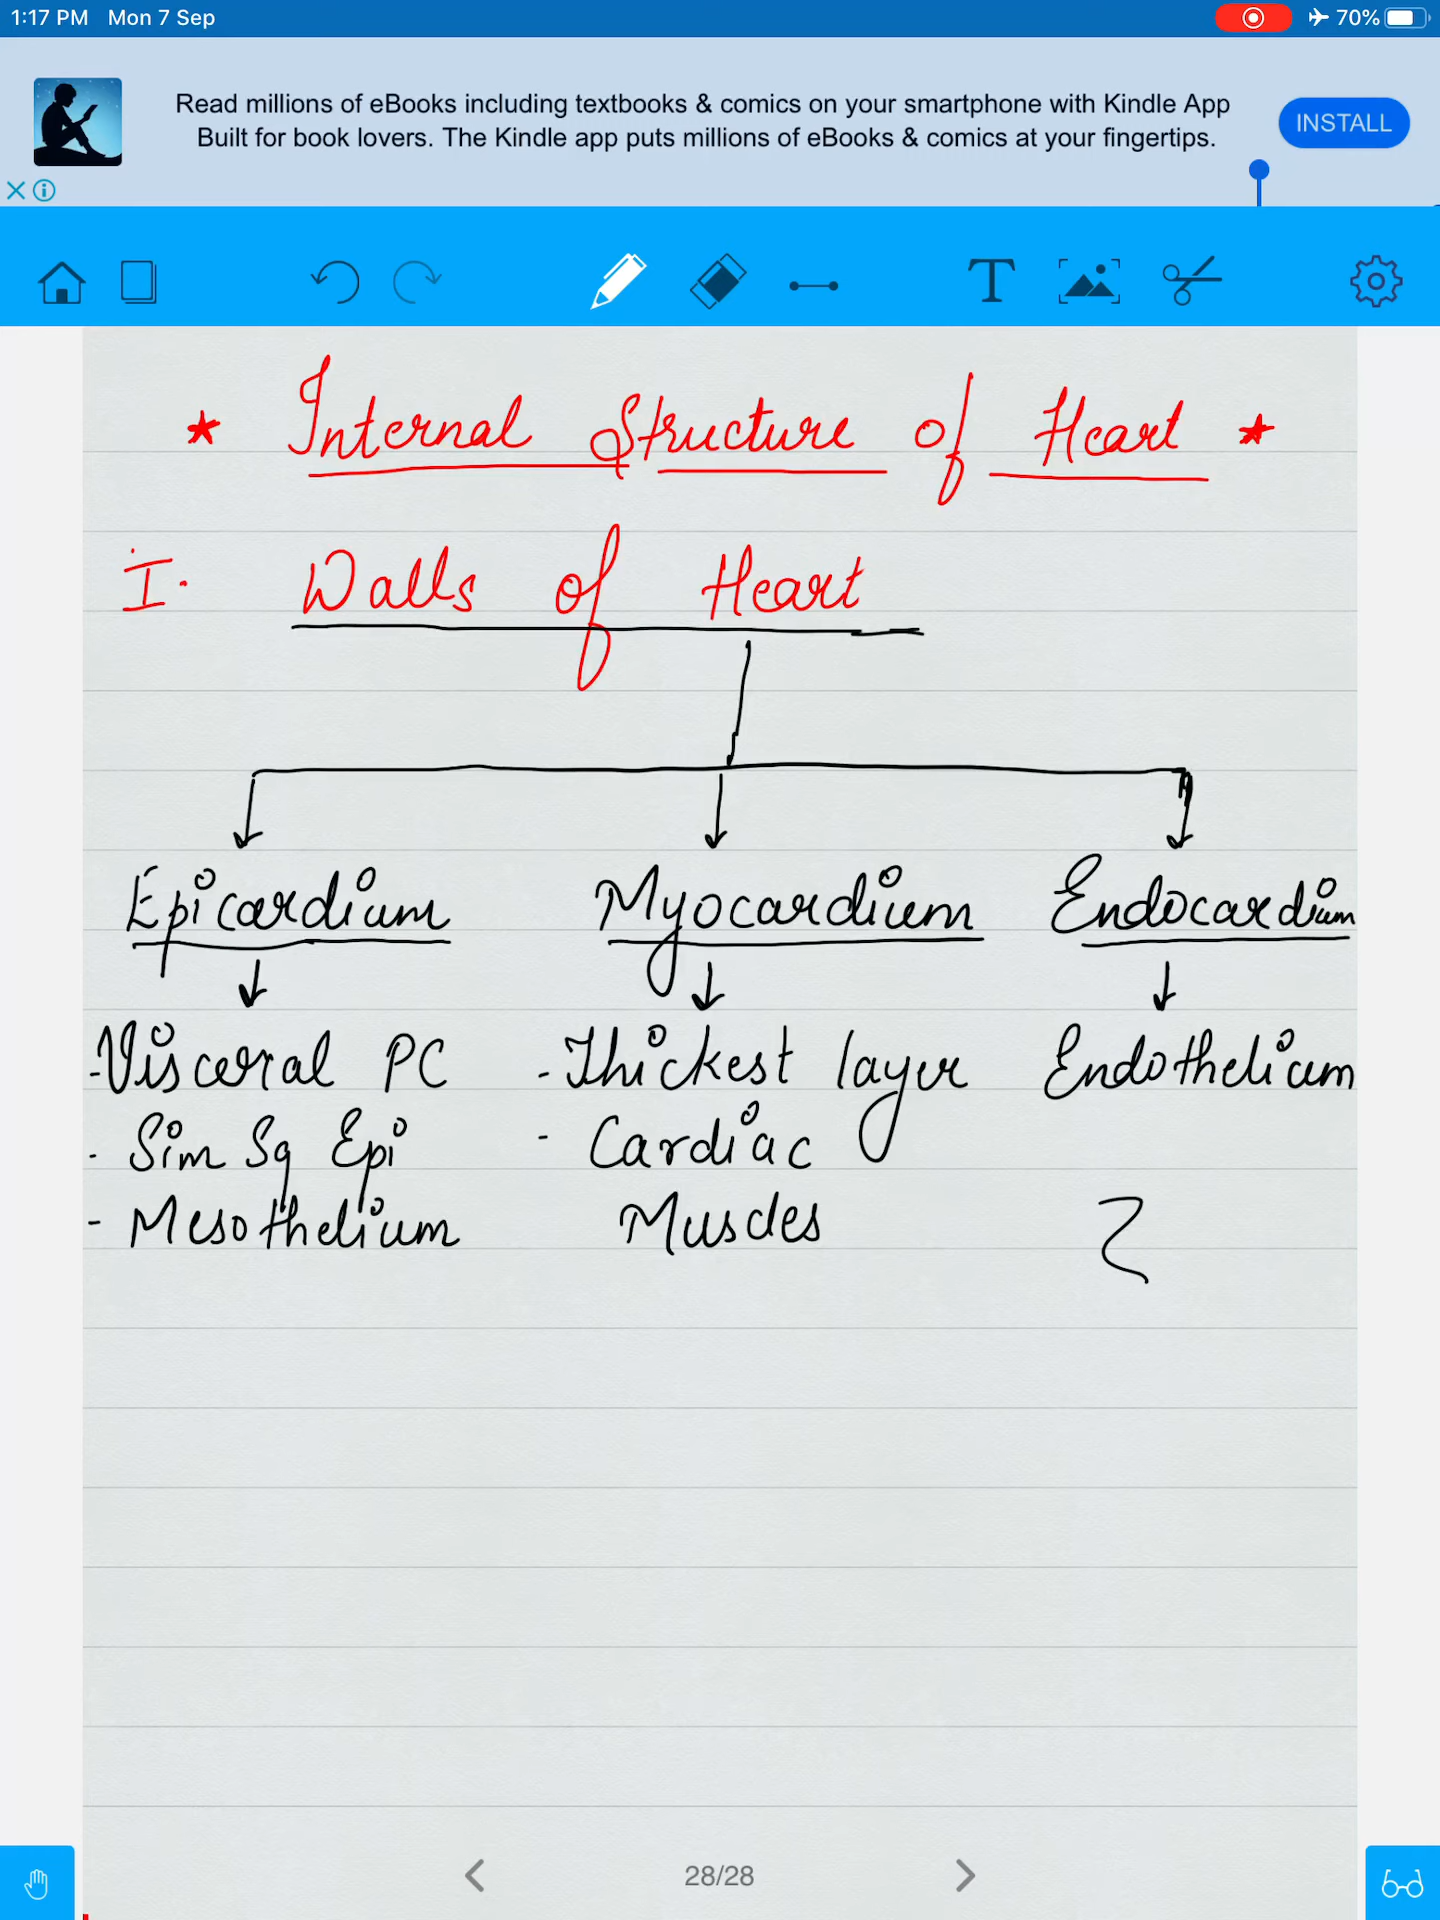 1:17 PM Mon 7 Sep 70%
Read millions of eBooks including textbooks & comics on your smartphone with Kindle App
Built for book lovers. The Kindle app puts millions of eBooks & comics at your fingertips.
INSTALL
T
* Internal Structure of Heart *
I. Walls of Heart
Epicardium Myocardium Endocardium
- Visceral PC - Thickest layer Endothelium
- Sim Sq Epi - Cardiac
- Mesothelium Muscles
28/28